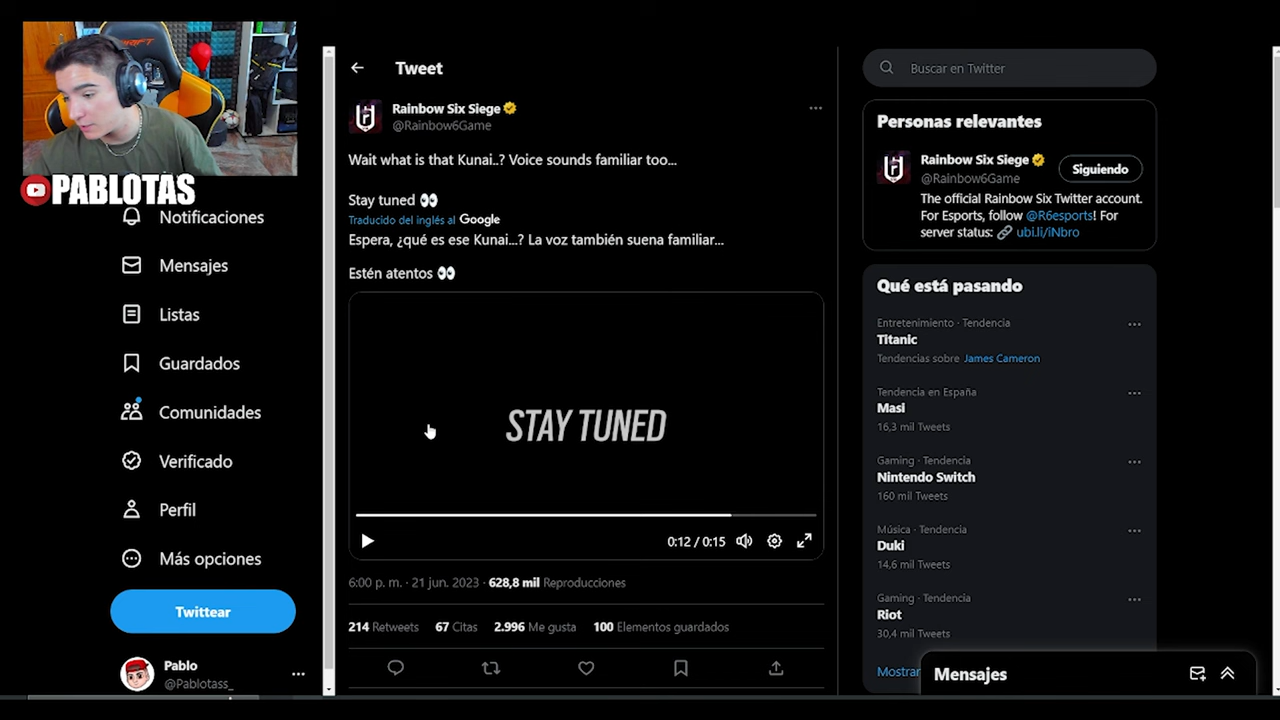 PABLOTAS
Notificaciones
Mensajes
Listas
Guardados
Comunidades
Verificado
Perfil
Más opciones
Twittear
Pablo
@Pablotass_
Tweet
Rainbow Six Siege
@Rainbow6Game
Wait what is that Kunai..? Voice sounds familiar too...
Stay tuned 👀
Traducido del inglés al Google
Espera, ¿qué es ese Kunai...? La voz también suena familiar...
Estén atentos 👀
STAY TUNED
0:12 / 0:15
6:00 p. m. · 21 jun. 2023 · 628,8 mil Reproducciones
214 Retweets 67 Citas 2.996 Me gusta 100 Elementos guardados
Buscar en Twitter
Personas relevantes
Rainbow Six Siege
@Rainbow6Game
Siguiendo
The official Rainbow Six Twitter account.
For Esports, follow @R6esports! For
server status: 🔗 ubi.li/iNbro
Qué está pasando
Entretenimiento · Tendencia
Titanic
Tendencias sobre James Cameron
Tendencia en España
Masi
16,3 mil Tweets
Gaming · Tendencia
Nintendo Switch
160 mil Tweets
Música · Tendencia
Duki
14,6 mil Tweets
Gaming · Tendencia
Riot
30,4 mil Tweets
Mostrar
Mensajes